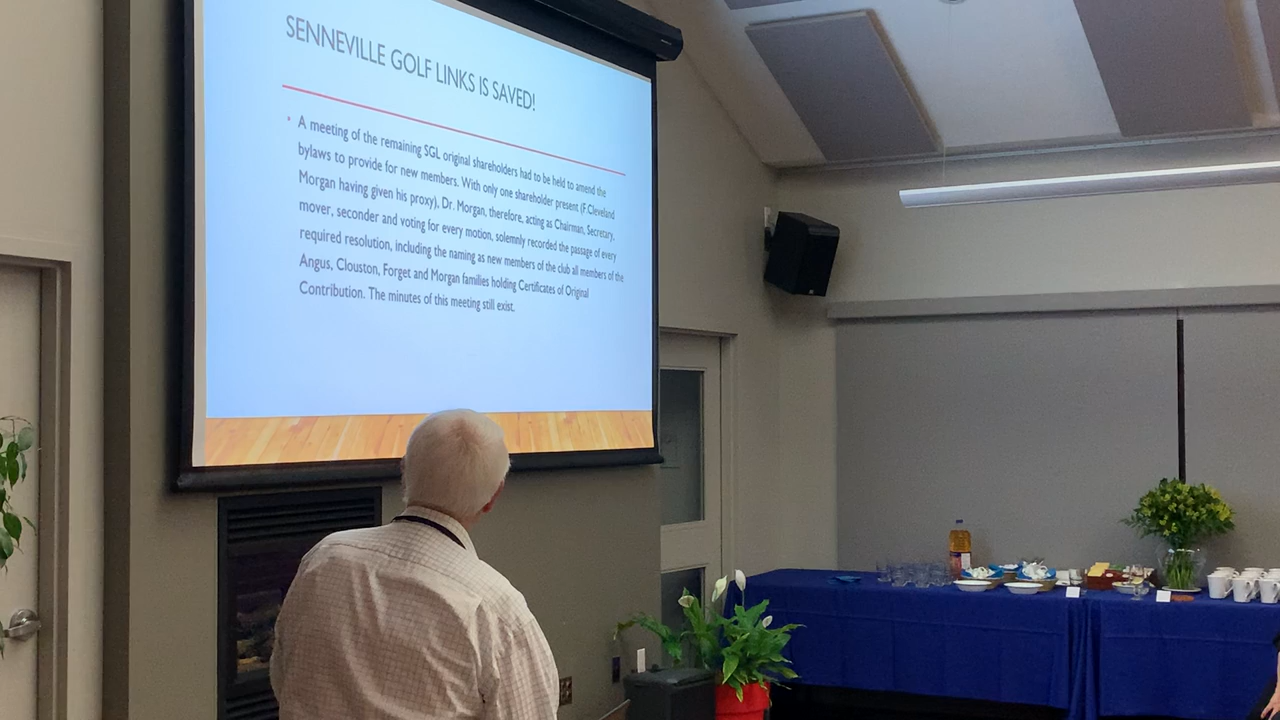 SENNEVILLE GOLF LINKS IS SAVED!
• A meeting of the remaining SGL original shareholders had to be held to amend the
bylaws to provide for new members. With only one shareholder present (F Cleveland
Morgan having given his proxy), Dr. Morgan, therefore, acting as Chairman, Secretary,
mover, seconder and voting for every motion, solemnly recorded the passage of every
required resolution, including the naming as new members of the club all members of the
Angus, Clouston, Forget and Morgan families holding Certificates of Original
Contribution. The minutes of this meeting still exist.